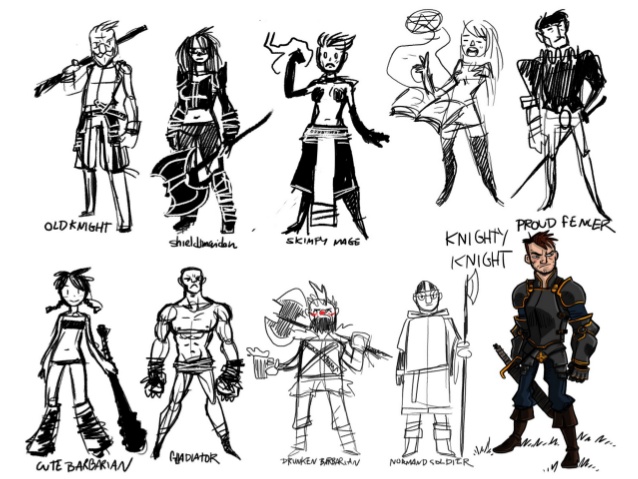 OLD KNIGHT
shieldmaiden
SKIMPY MAGE
PROUD FENCER
KNIGHTY
KNIGHT
CUTE BARBARIAN
GLADIATOR
DRUNKEN BARBARIAN
NORMAND SOLDIER